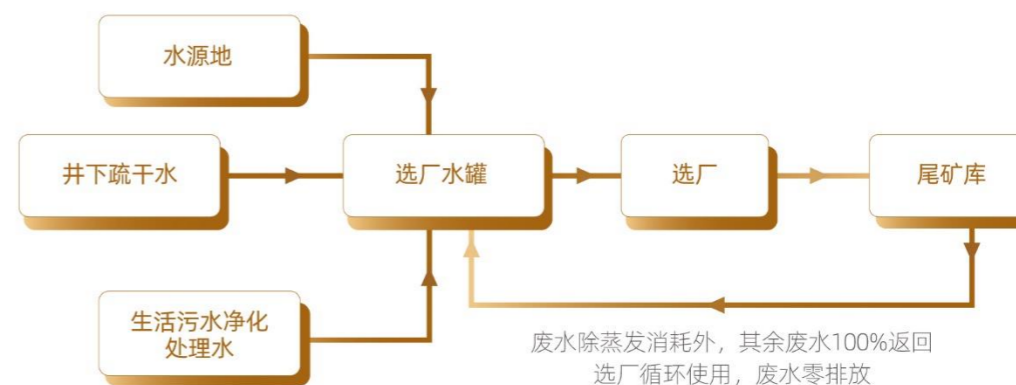 水源地
井下疏干水
选厂水罐
选厂
尾矿库
生活污水净化
处理水
废水除蒸发消耗外，其余废水100%返回
选厂循环使用，废水零排放